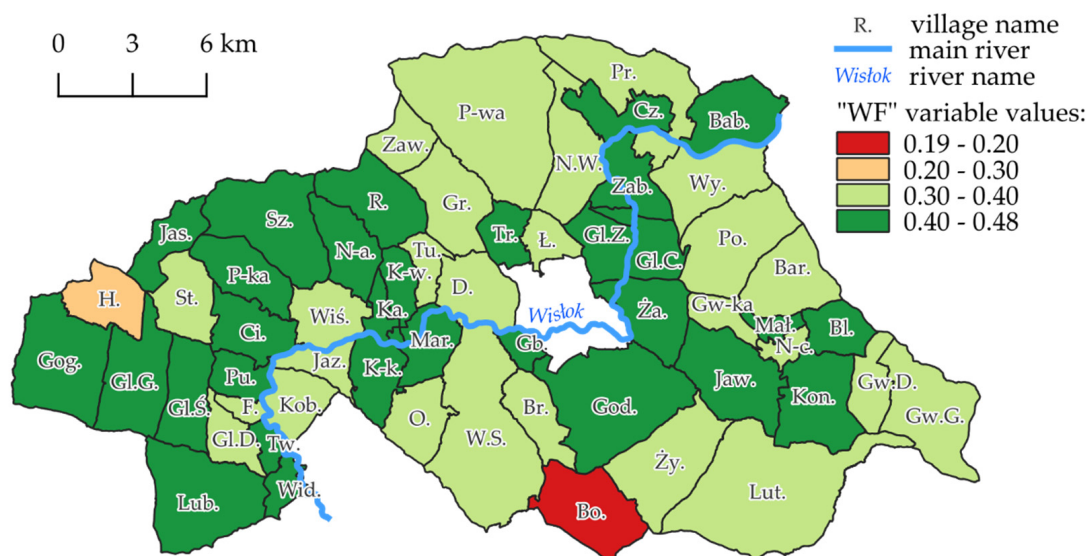 0 3 6 km
R. village name
main river
Wisłok river name
"WF" variable values:
0.19 - 0.20
0.20 - 0.30
0.30 - 0.40
0.40 - 0.48
Pr.
P-wa
Cz.
Bab.
Zaw.
N.W.
Zab.
Wy.
R.
Gr.
Sz.
Jas.
Tr.
Ł.
Gl.Z.
Po.
N-a.
Tu.
Gl.C.
Bar.
P-ka
K-w.
D.
H.
St.
Ka.
Wiś.
Wisłok
Ża.
Gw-ka
Ci.
Mar.
Gb.
Mał.
Bl.
N-c.
Gog.
Gl.G.
Pu.
Jaz.
K-k.
Jaw.
Gl.Ś.
F.
Kob.
O.
Br.
God.
Kon.
Gw.D.
Gw.G.
Gl.D.
Tw.
W.S.
Ży.
Lut.
Lub.
Wid.
Bo.